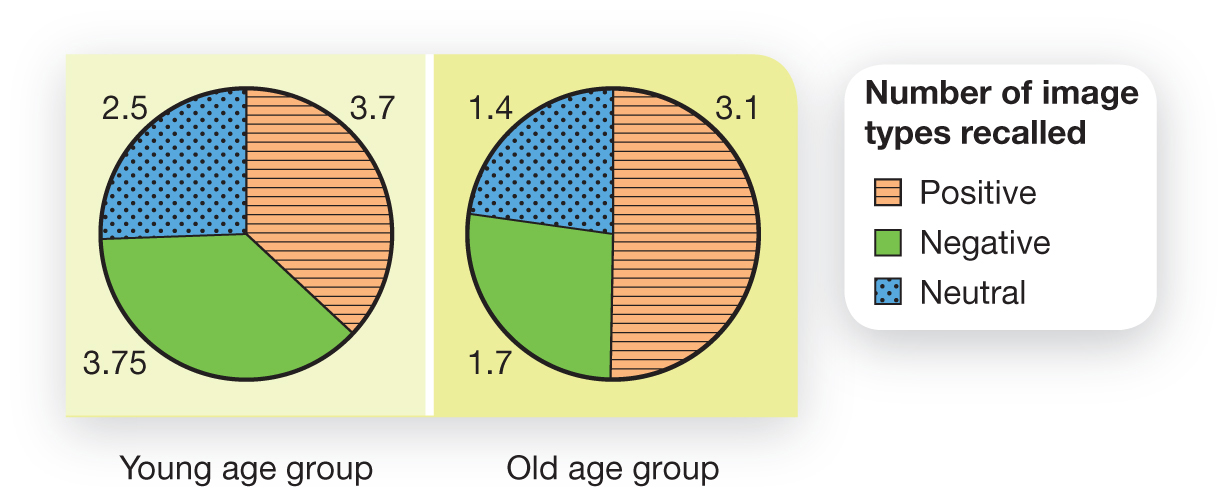 2.5
3.7
3.75
1.4
3.1
1.7
Young age group
Old age group
Number of image
types recalled
Positive
Negative
Neutral